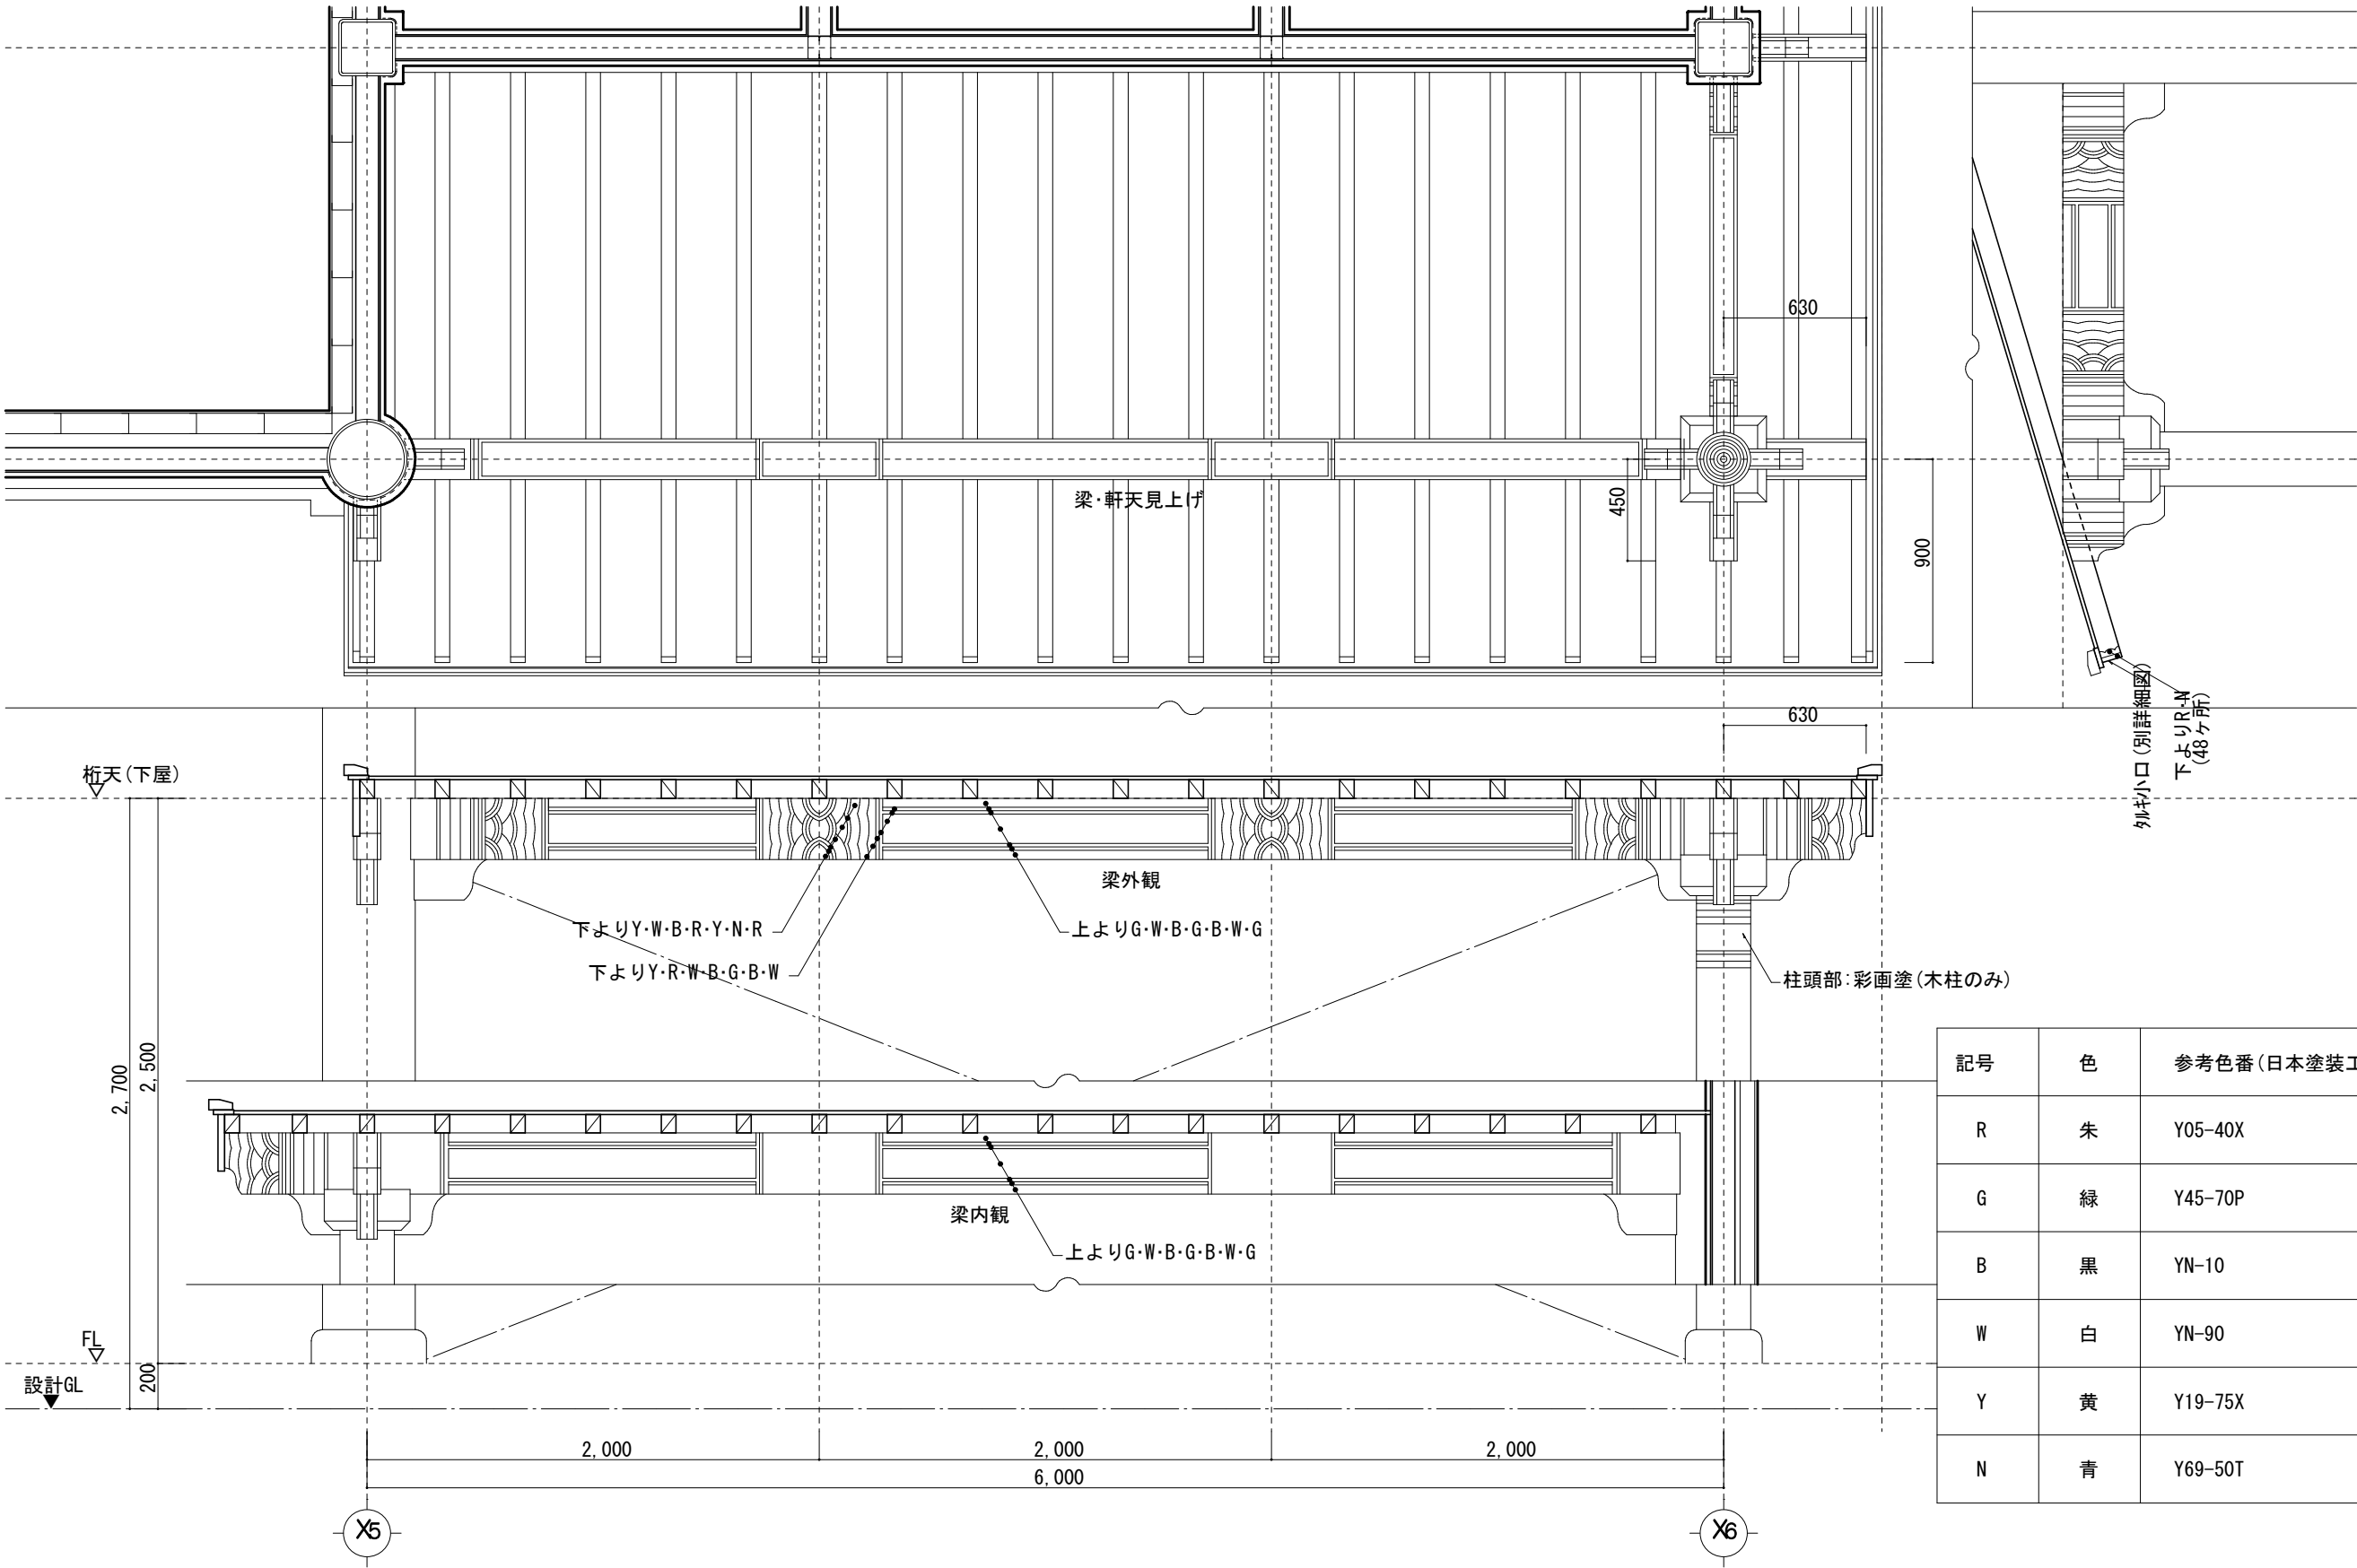 630
梁・軒天見上げ
450
900
タルキ小口(別詳細図)
下よりR・N
(48ヶ所)
630
桁天(下屋)
梁外観
下よりY・W・B・R・Y・N・R
上よりG・W・B・G・B・W・G
下よりY・R・W・B・G・B・W
柱頭部:彩画塗(木柱のみ)
2,700
2,500
梁内観
上よりG・W・B・G・B・W・G
FL
200
設計GL
2,000
2,000
2,000
6,000
X5
X6
記号 色 参考色番(日本塗装工
R 朱 Y05-40X
G 緑 Y45-70P
B 黒 YN-10
W 白 YN-90
Y 黄 Y19-75X
N 青 Y69-50T